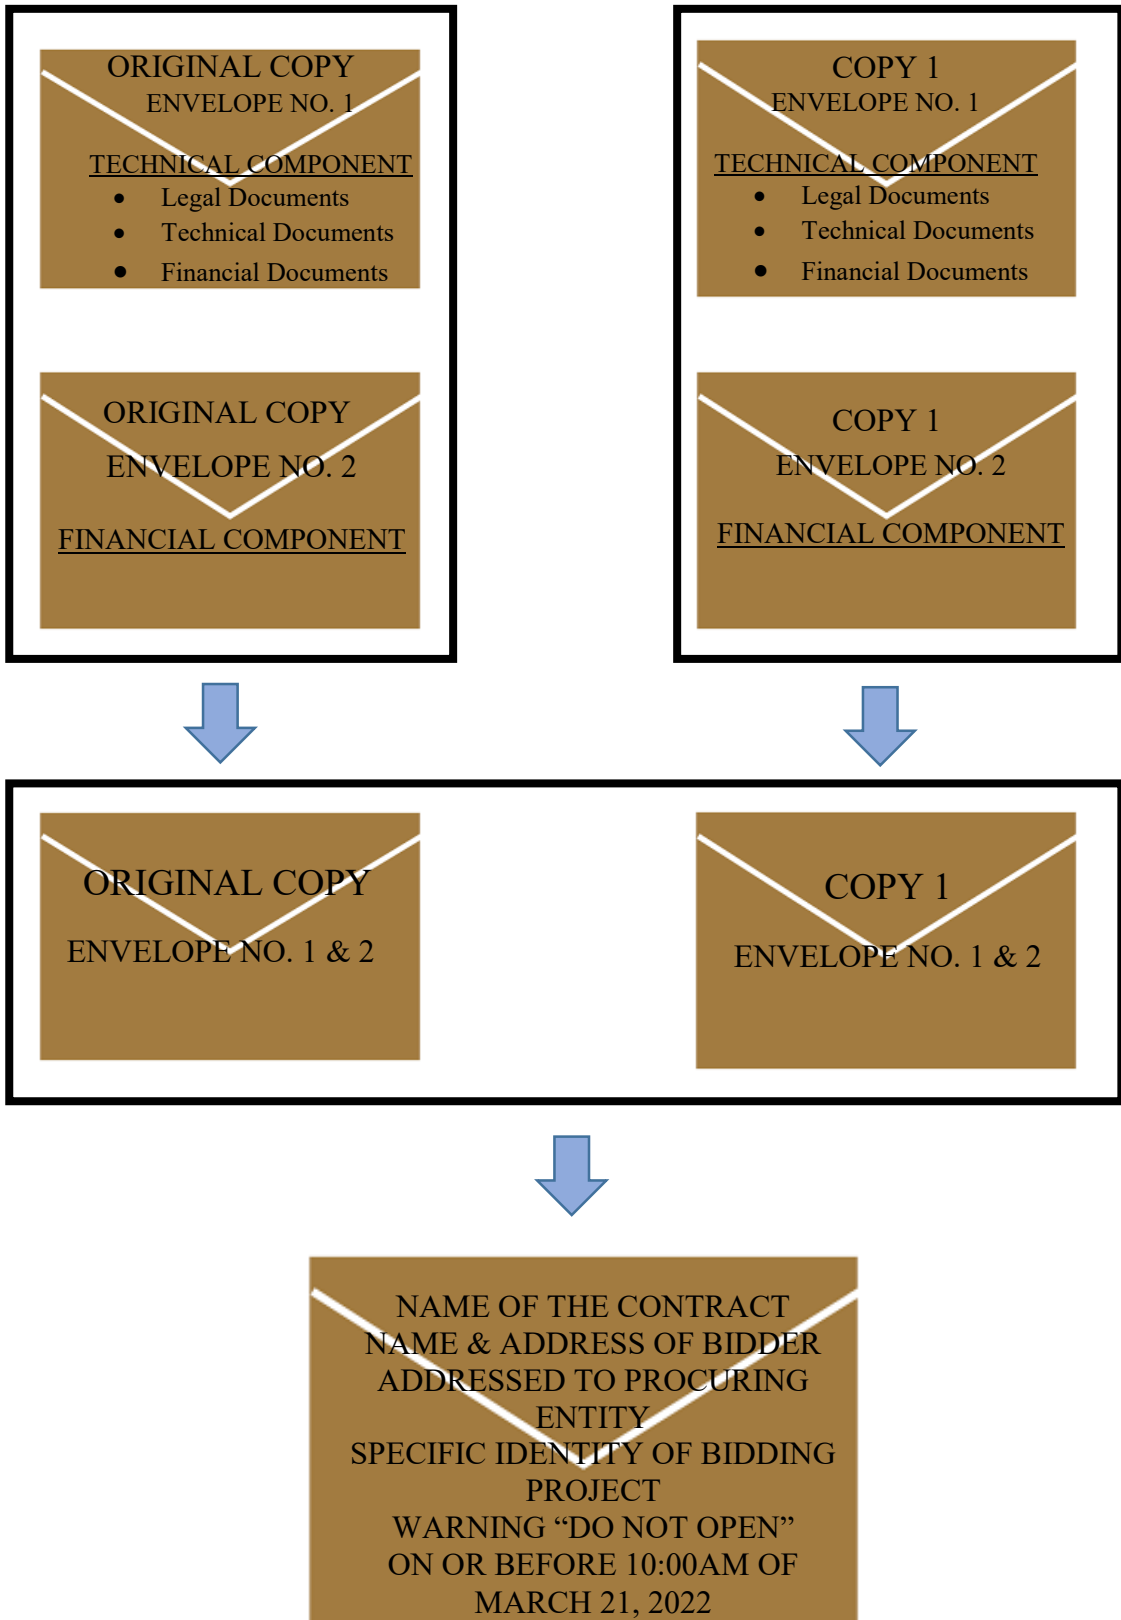 ORIGINAL COPY
ENVELOPE NO. 1
TECHNICAL COMPONENT
• Legal Documents
• Technical Documents
• Financial Documents
COPY 1
ENVELOPE NO. 1
TECHNICAL COMPONENT
• Legal Documents
• Technical Documents
• Financial Documents
ORIGINAL COPY
ENVELOPE NO. 2
FINANCIAL COMPONENT
COPY 1
ENVELOPE NO. 2
FINANCIAL COMPONENT
ORIGINAL COPY
ENVELOPE NO. 1 & 2
COPY 1
ENVELOPE NO. 1 & 2
NAME OF THE CONTRACT
NAME & ADDRESS OF BIDDER
ADDRESSED TO PROCURING
ENTITY
SPECIFIC IDENTITY OF BIDDING
PROJECT
WARNING “DO NOT OPEN”
ON OR BEFORE 10:00AM OF
MARCH 21, 2022